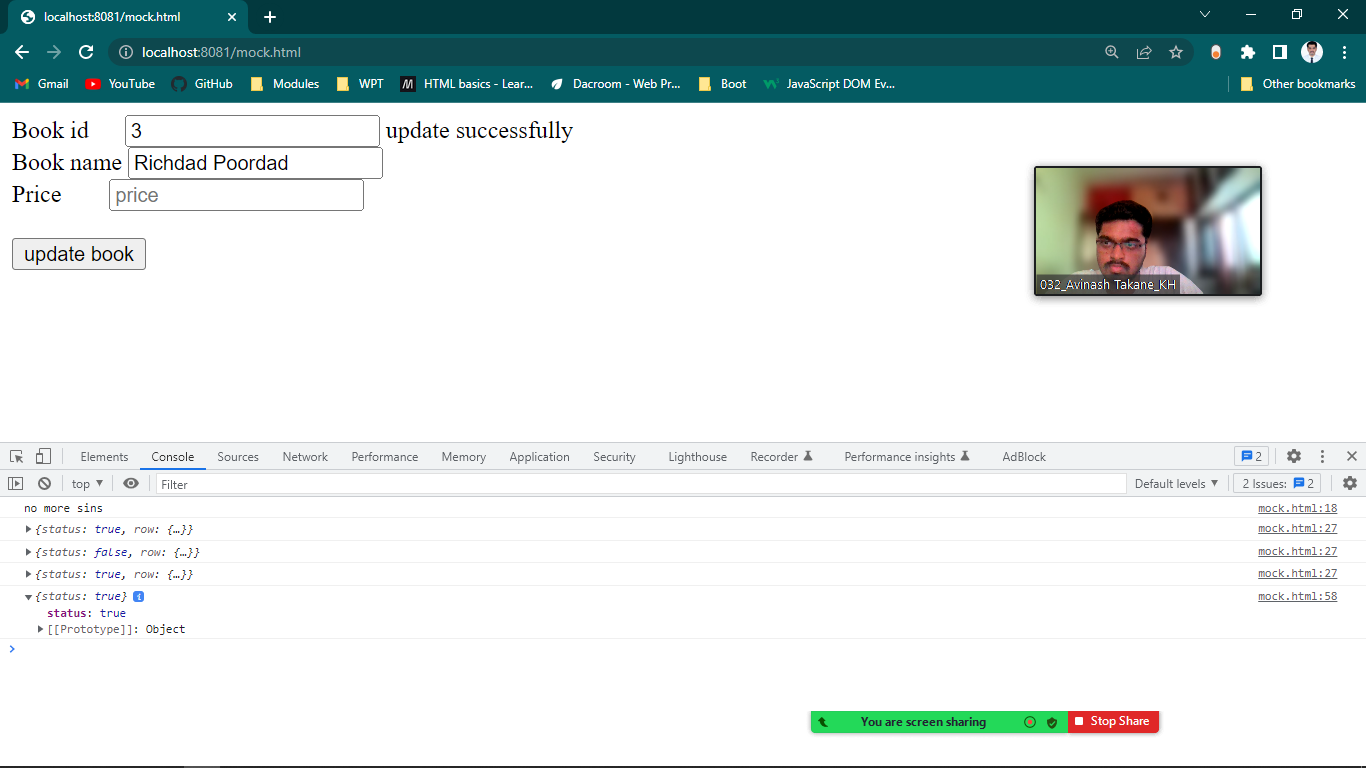 localhost:8081/mock.html
localhost:8081/mock.html
Gmail YouTube GitHub Modules WPT HTML basics - Lear... Dacroom - Web Pr... Boot JavaScript DOM Ev... Other bookmarks
Book id 3 update successfully
Book name Richdad Poordad
Price price
update book
032_Avinash Takane_KH
Elements Console Sources Network Performance Memory Application Security Lighthouse Recorder Performance insights AdBlock 2
top Filter Default levels 2 Issues: 2
no more sins mock.html:18
{status: true, row: {…}} mock.html:27
{status: false, row: {…}} mock.html:27
{status: true, row: {…}} mock.html:27
{status: true} mock.html:58
status: true
[[Prototype]]: Object
You are screen sharing Stop Share